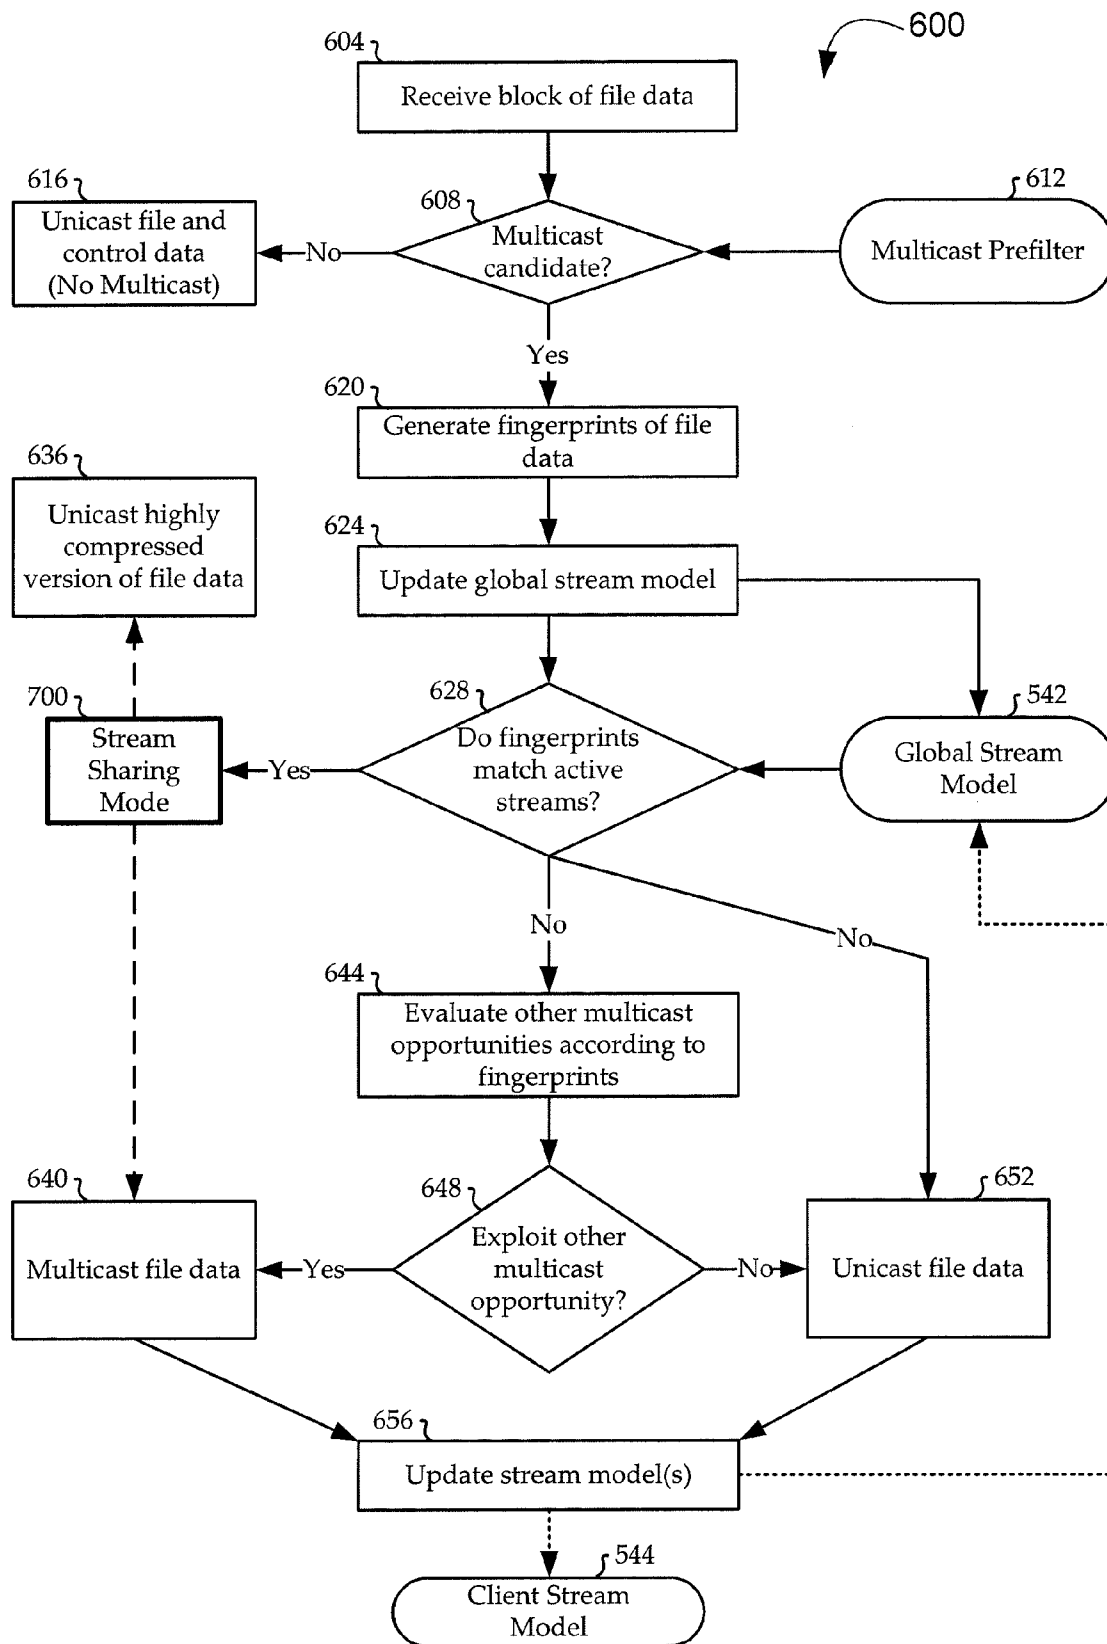 600
604
Receive block of file data
616
Unicast file and
control data
(No Multicast)
No
608
Multicast
candidate?
612
Multicast Prefilter
Yes
620
Generate fingerprints of file
data
636
Unicast highly
compressed
version of file data
624
Update global stream model
700
Stream
Sharing
Mode
Yes
628
Do fingerprints
match active
streams?
542
Global Stream
Model
No
No
644
Evaluate other multicast
opportunities according to
fingerprints
640
Multicast file data
Yes
648
Exploit other
multicast
opportunity?
No
652
Unicast file data
656
Update stream model(s)
544
Client Stream
Model